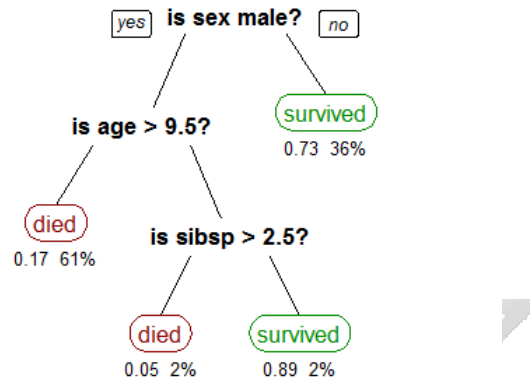 yes is sex male? no
survived
0.73 36%
is age > 9.5?
died
0.17 61%
is sibsp > 2.5?
died survived
0.05 2% 0.89 2%